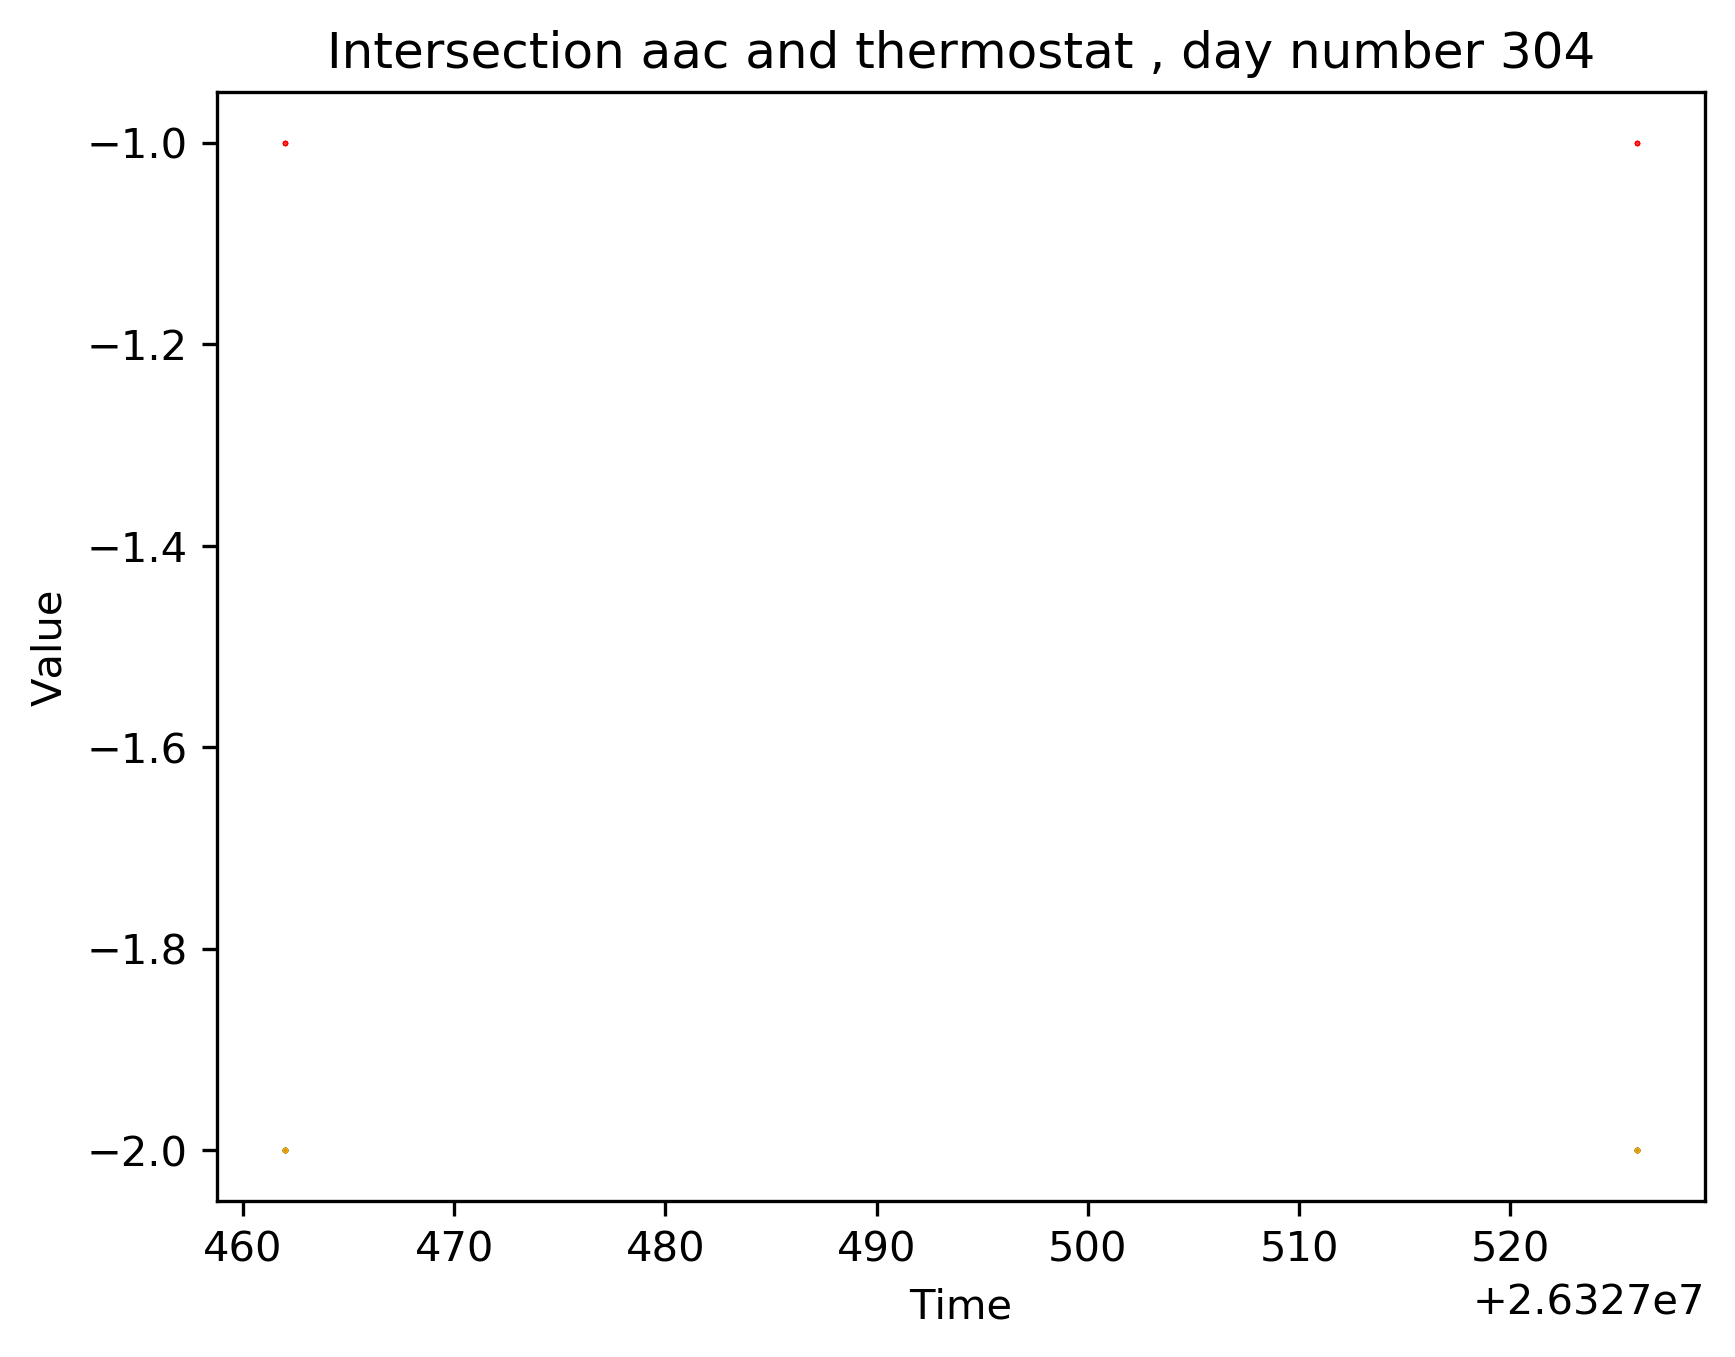 Intersection aac and thermostat , day number 304
−1.0
−1.2
−1.4
−1.6
−1.8
−2.0
Value
460 470 480 490 500 510 520
+2.6327e7
Time